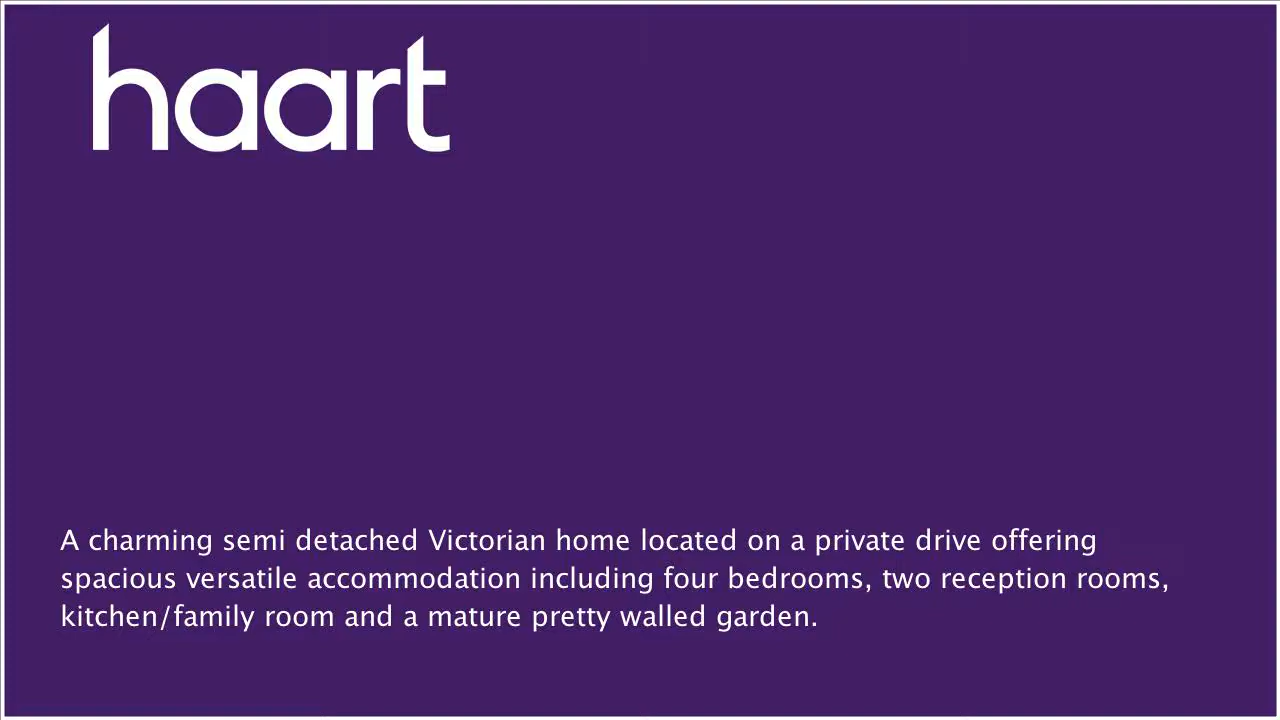 haart
A charming semi detached Victorian home located on a private drive offering
spacious versatile accommodation including four bedrooms, two reception rooms,
kitchen/family room and a mature pretty walled garden.